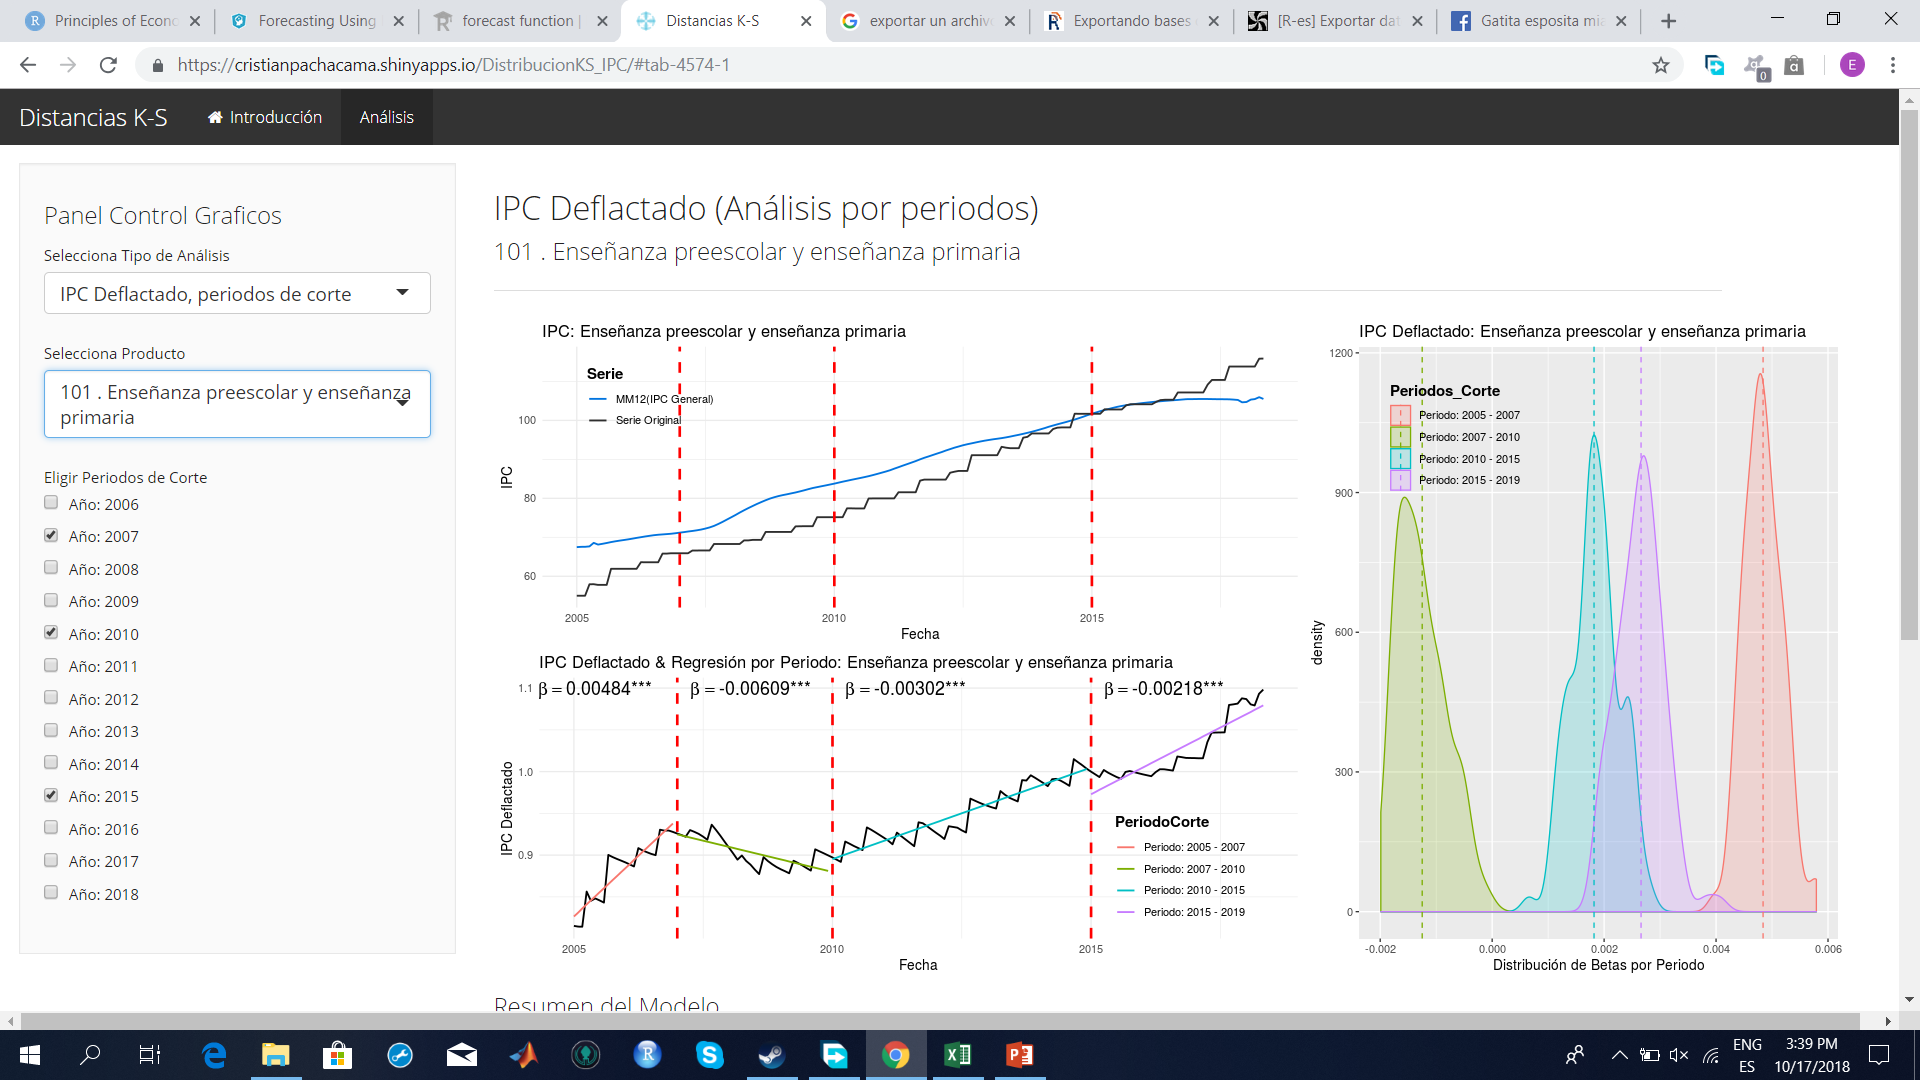 Principles of Econo
Forecasting Using
forecast function |
Distancias K-S
exportar un archivo
Exportando bases
[R-es] Exportar dat
Gatita esposita mia
https://cristianpachacama.shinyapps.io/DistribucionKS_IPC/#tab-4574-1
0
E
Distancias K-S
Introducción
Análisis
Panel Control Graficos
Selecciona Tipo de Análisis
IPC Deflactado, periodos de corte
Selecciona Producto
101 . Enseñanza preescolar y enseñanza
primaria
Eligir Periodos de Corte
Año: 2006
Año: 2007
Año: 2008
Año: 2009
Año: 2010
Año: 2011
Año: 2012
Año: 2013
Año: 2014
Año: 2015
Año: 2016
Año: 2017
Año: 2018
IPC Deflactado (Análisis por periodos)
101 . Enseñanza preescolar y enseñanza primaria
IPC: Enseñanza preescolar y enseñanza primaria
Serie
MM12(IPC General)
Serie Original
100
80
60
IPC
2005
2010
2015
Fecha
IPC Deflactado & Regresión por Periodo: Enseñanza preescolar y enseñanza primaria
β = 0.00484***
β = -0.00609***
β = -0.00302***
β = -0.00218***
1.1
1.0
0.9
IPC Deflactado
PeriodoCorte
Periodo: 2005 - 2007
Periodo: 2007 - 2010
Periodo: 2010 - 2015
Periodo: 2015 - 2019
2005
2010
2015
Fecha
IPC Deflactado: Enseñanza preescolar y enseñanza primaria
Periodos_Corte
Periodo: 2005 - 2007
Periodo: 2007 - 2010
Periodo: 2010 - 2015
Periodo: 2015 - 2019
1200
900
600
300
0
density
-0.002
0.000
0.002
0.004
0.006
Distribución de Betas por Periodo
Resumen del Modelo
ENG
ES
3:39 PM
10/17/2018